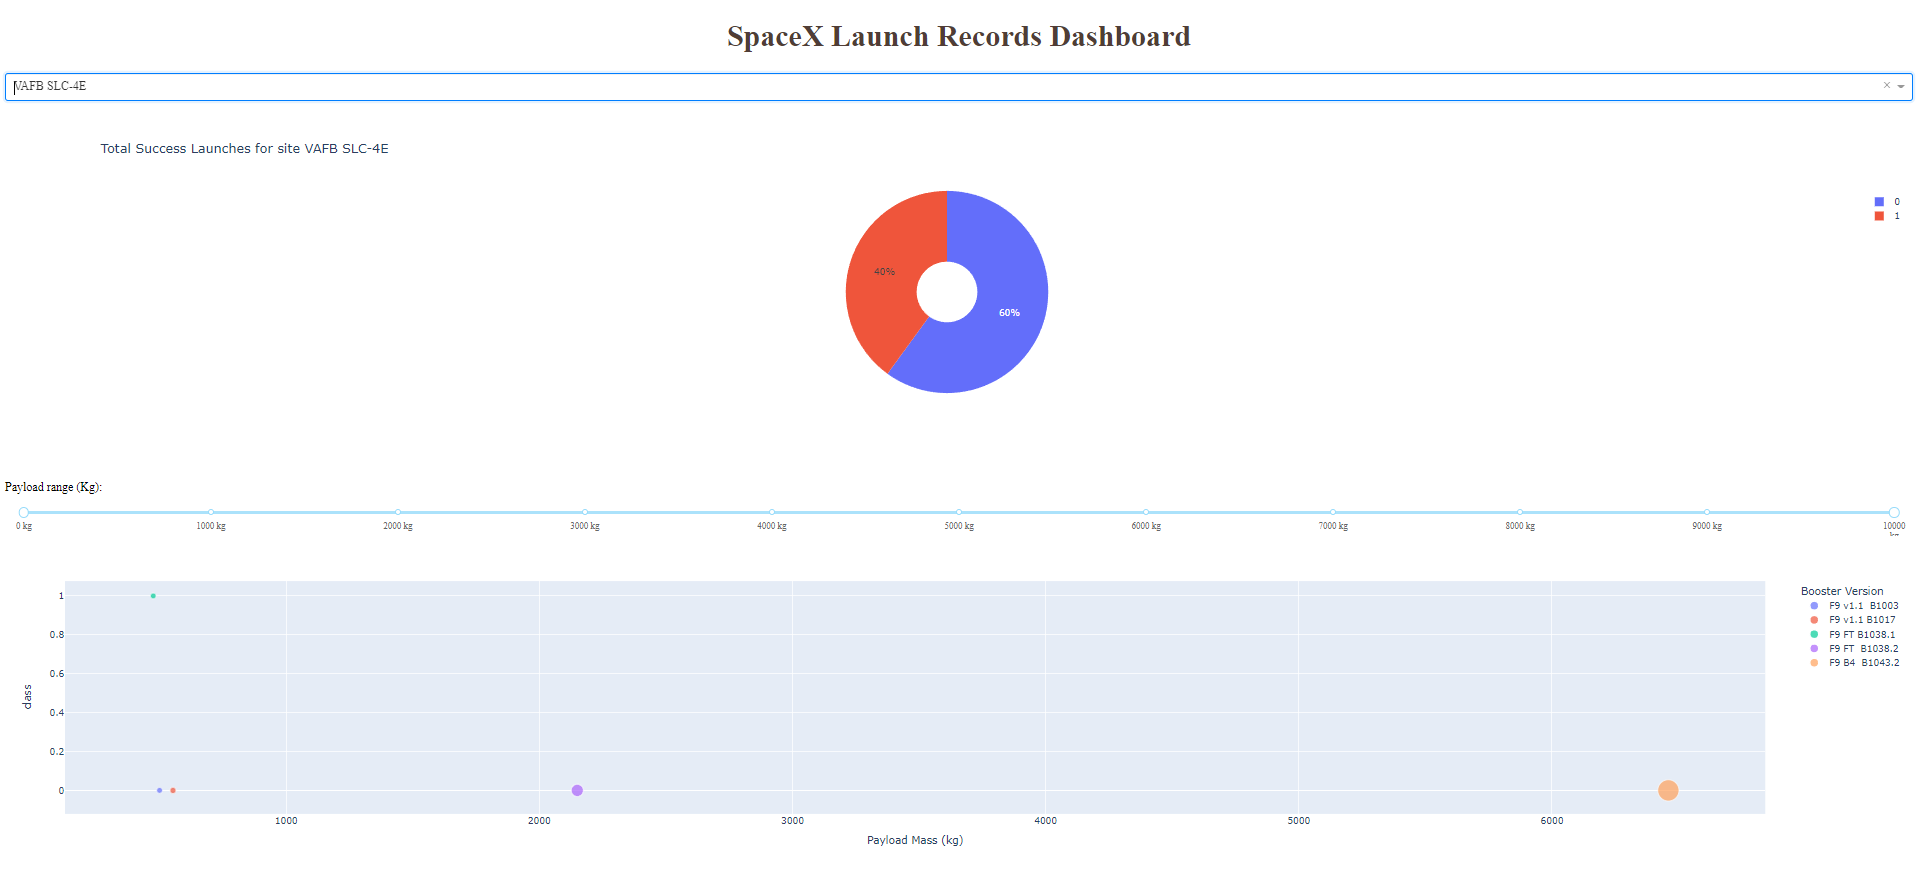 SpaceX Launch Records Dashboard
VAFB SLC-4E
×
Total Success Launches for site VAFB SLC-4E
0
1
40%
60%
Payload range (Kg):
0 kg 1000 kg 2000 kg 3000 kg 4000 kg 5000 kg 6000 kg 7000 kg 8000 kg 9000 kg 10000
Booster Version
F9 v1.1  B1003
F9 v1.1 B1017
F9 FT B1038.1
F9 FT  B1038.2
F9 B4  B1043.2
1
0.8
0.6
0.4
0.2
0
class
1000 2000 3000 4000 5000 6000
Payload Mass (kg)